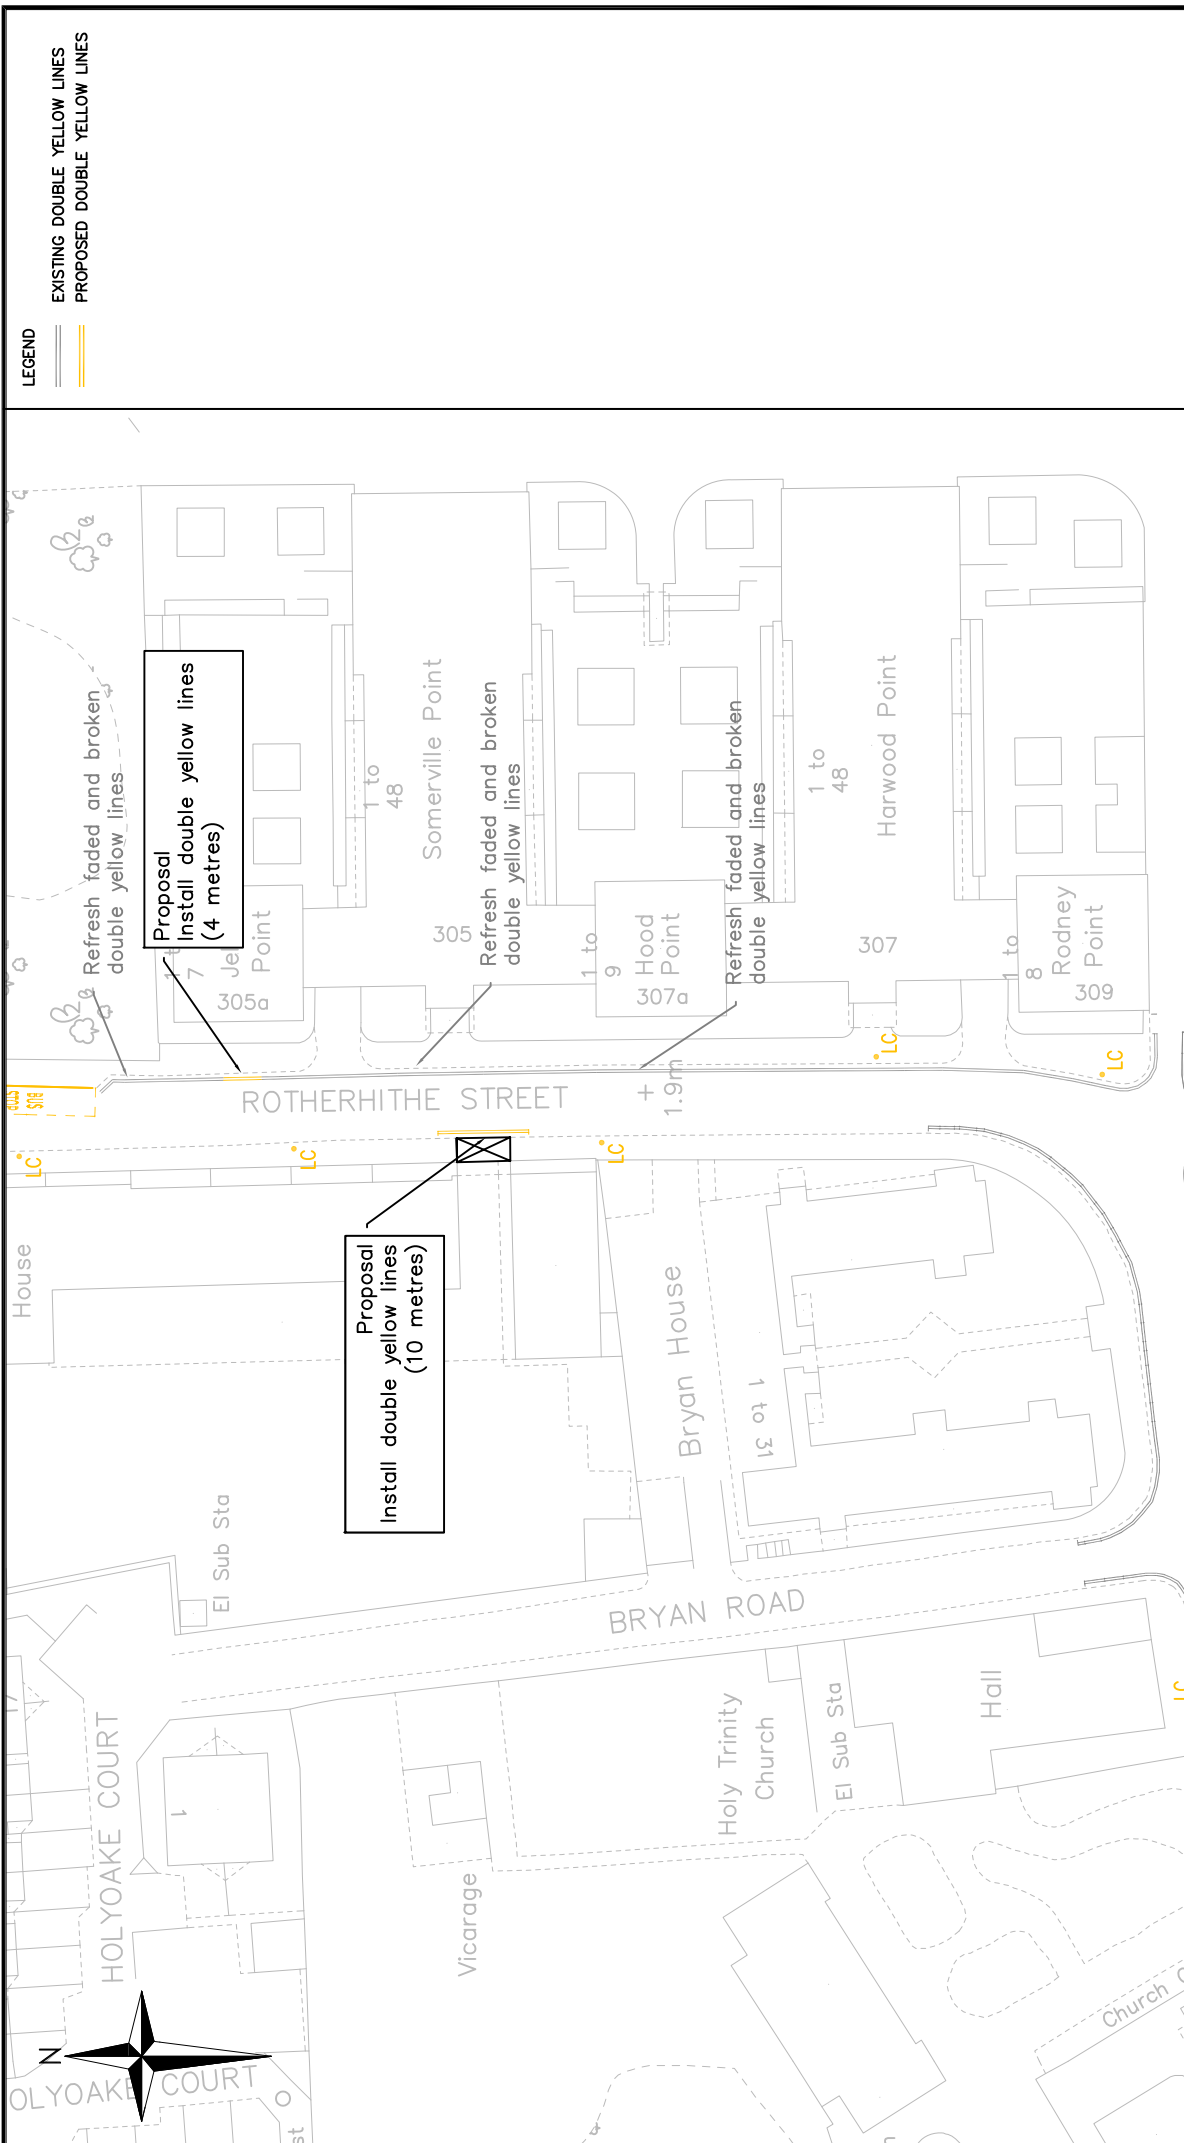 LEGEND
EXISTING DOUBLE YELLOW LINES
PROPOSED DOUBLE YELLOW LINES
Refresh faded and broken
double yellow lines
Proposal
Install double yellow lines
(4 metres)
7
Point
305a
1 to
48
Somerville Point
305
Refresh faded and broken
double yellow lines
1 to
9
Hood
Point
307a
Refresh faded and broken
double yellow lines
1 to
48
Harwood Point
307
1 to
8
Rodney
Point
309
BUS
STOP
ROTHERHITHE STREET
+
1.9m
LC
LC
LC
LC
LC
LC
House
Proposal
Install double yellow lines
(10 metres)
Bryan House
1 to 31
El Sub Sta
BRYAN ROAD
HOLYOAKE COURT
1
Holy Trinity
Church
El Sub Sta
Hall
Vicarage
N
OLYOAKE COURT
Church